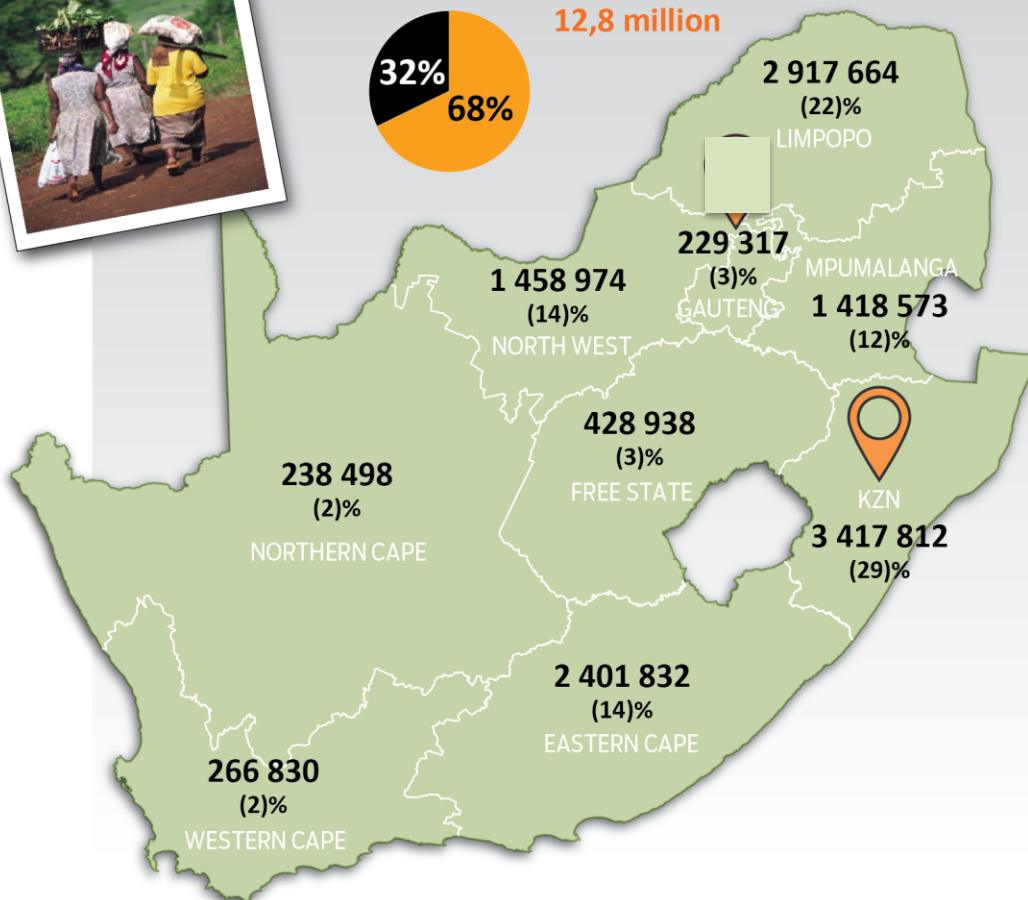 12,8 million
32%
68%
2 917 664
(22)%
LIMPOPO
229 317
(3)%
GAUTENG
MPUMALANGA
1 418 573
(12)%
1 458 974
(14)%
NORTH WEST
428 938
(3)%
FREE STATE
KZN
3 417 812
(29)%
238 498
(2)%
NORTHERN CAPE
2 401 832
(14)%
EASTERN CAPE
266 830
(2)%
WESTERN CAPE